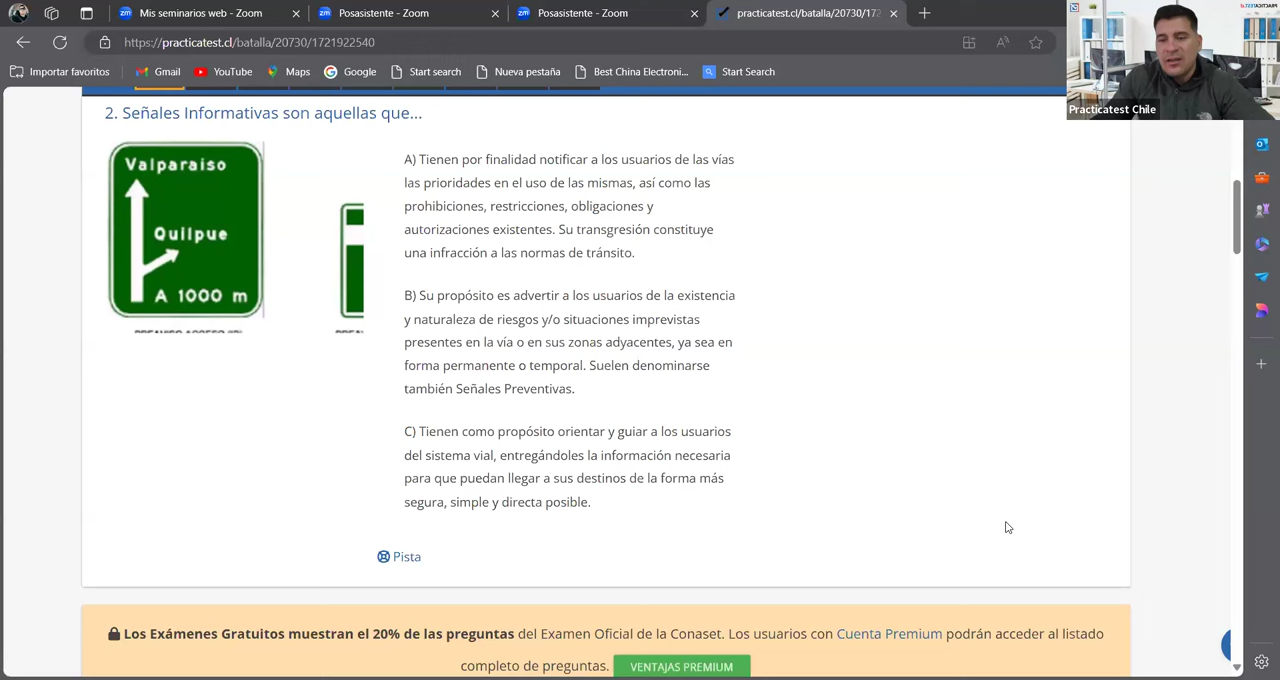 Mis seminarios web - Zoom
Posasistente - Zoom
Posasistente - Zoom
practicatest.cl/batalla/20730/172
https://practicatest.cl/batalla/20730/1721922540
Importar favoritos
Gmail
YouTube
Maps
Google
Start search
Nueva pestaña
Best China Electroni...
Start Search
Practicatest Chile
2. Señales Informativas son aquellas que...
Valparaiso
Quilpue
A 1000 m
A) Tienen por finalidad notificar a los usuarios de las vías
las prioridades en el uso de las mismas, así como las
prohibiciones, restricciones, obligaciones y
autorizaciones existentes. Su transgresión constituye
una infracción a las normas de tránsito.
B) Su propósito es advertir a los usuarios de la existencia
y naturaleza de riesgos y/o situaciones imprevistas
presentes en la vía o en sus zonas adyacentes, ya sea en
forma permanente o temporal. Suelen denominarse
también Señales Preventivas.
C) Tienen como propósito orientar y guiar a los usuarios
del sistema vial, entregándoles la información necesaria
para que puedan llegar a sus destinos de la forma más
segura, simple y directa posible.
Pista
Los Exámenes Gratuitos muestran el 20% de las preguntas del Examen Oficial de la Conaset. Los usuarios con Cuenta Premium podrán acceder al listado
completo de preguntas. VENTAJAS PREMIUM